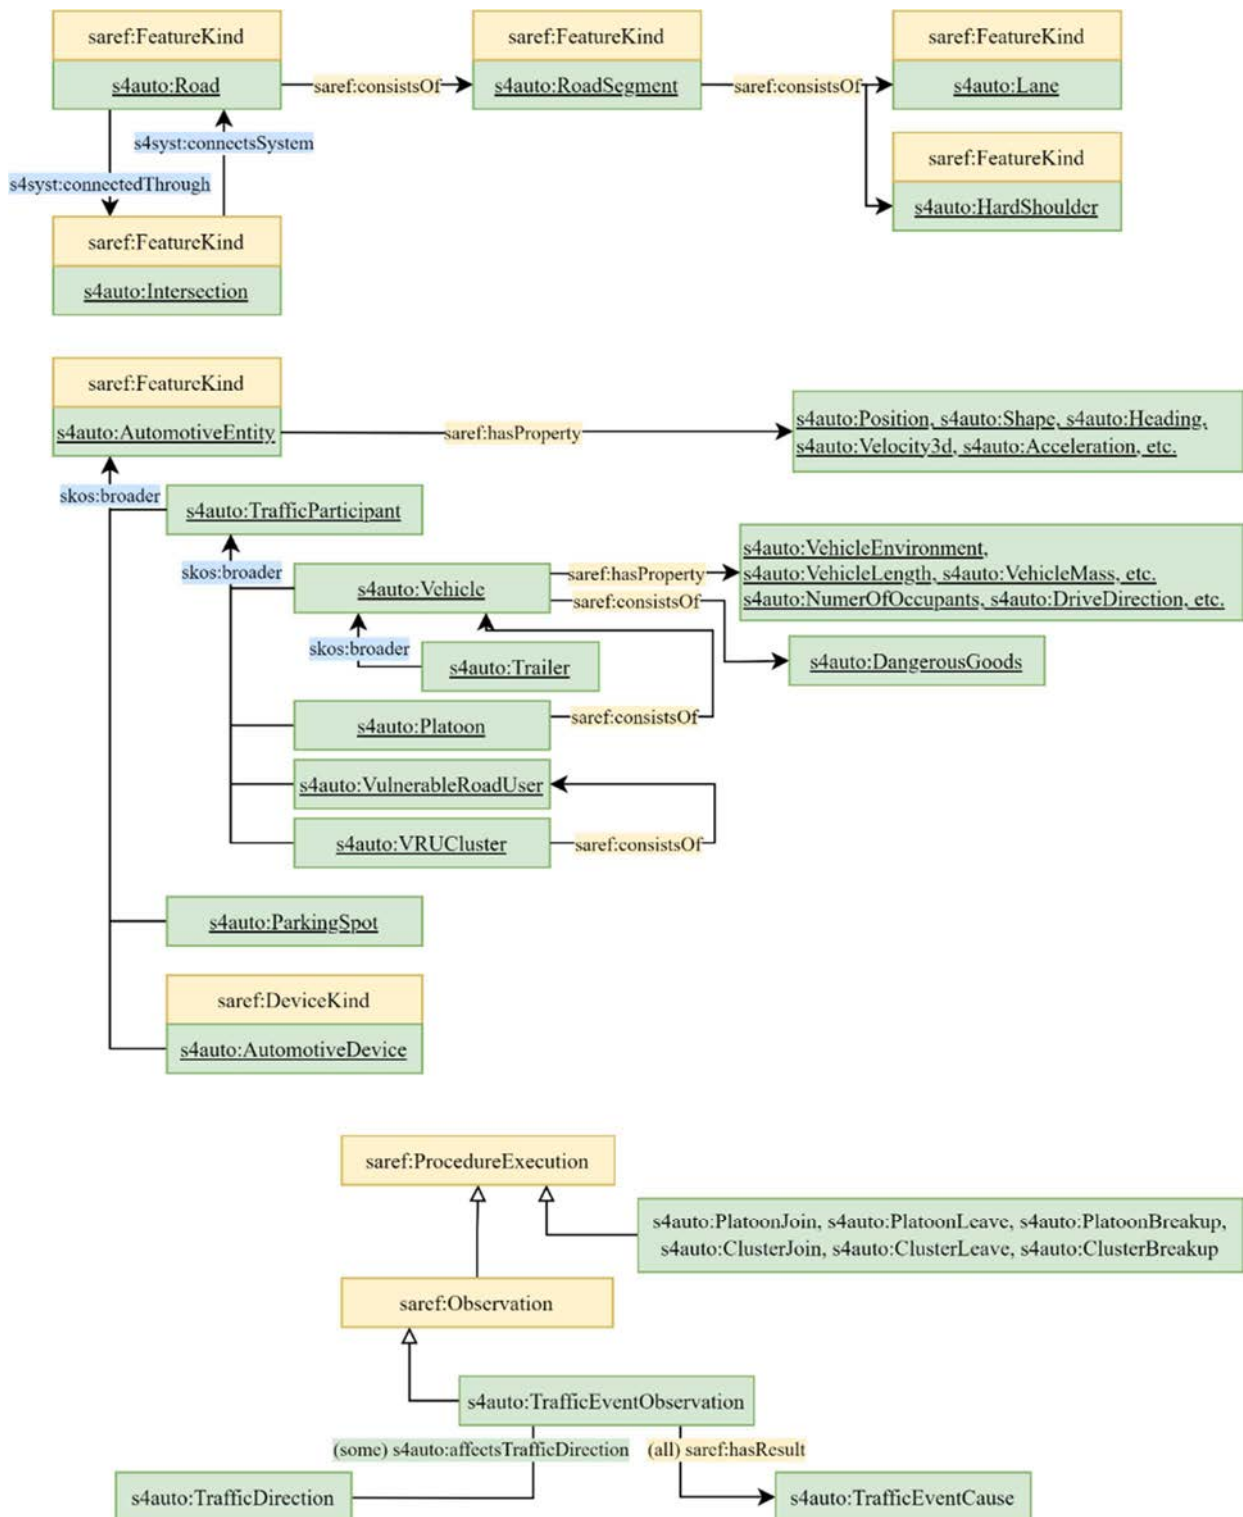 saref:FeatureKind
s4auto:Road
saref:consistsOf
saref:FeatureKind
s4auto:RoadSegment
saref:consistsOf
saref:FeatureKind
s4auto:Lane
saref:FeatureKind
s4auto:HardShoulder
s4syst:connectsSystem
s4syst:connectedThrough
saref:FeatureKind
s4auto:Intersection
saref:FeatureKind
s4auto:AutomotiveEntity
saref:hasProperty
s4auto:Position, s4auto:Shape, s4auto:Heading,
s4auto:Velocity3d, s4auto:Acceleration, etc.
skos:broader
s4auto:TrafficParticipant
skos:broader
s4auto:Vehicle
saref:hasProperty
saref:consistsOf
s4auto:VehicleEnvironment,
s4auto:VehicleLength, s4auto:VehicleMass, etc.
s4auto:NumerOfOccupants, s4auto:DriveDirection, etc.
skos:broader
s4auto:Trailer
s4auto:DangerousGoods
s4auto:Platoon
saref:consistsOf
s4auto:VulnerableRoadUser
s4auto:VRUCluster
saref:consistsOf
s4auto:ParkingSpot
saref:DeviceKind
s4auto:AutomotiveDevice
saref:ProcedureExecution
s4auto:PlatoonJoin, s4auto:PlatoonLeave, s4auto:PlatoonBreakup,
s4auto:ClusterJoin, s4auto:ClusterLeave, s4auto:ClusterBreakup
saref:Observation
s4auto:TrafficEventObservation
(some) s4auto:affectsTrafficDirection
(all) saref:hasResult
s4auto:TrafficDirection
s4auto:TrafficEventCause